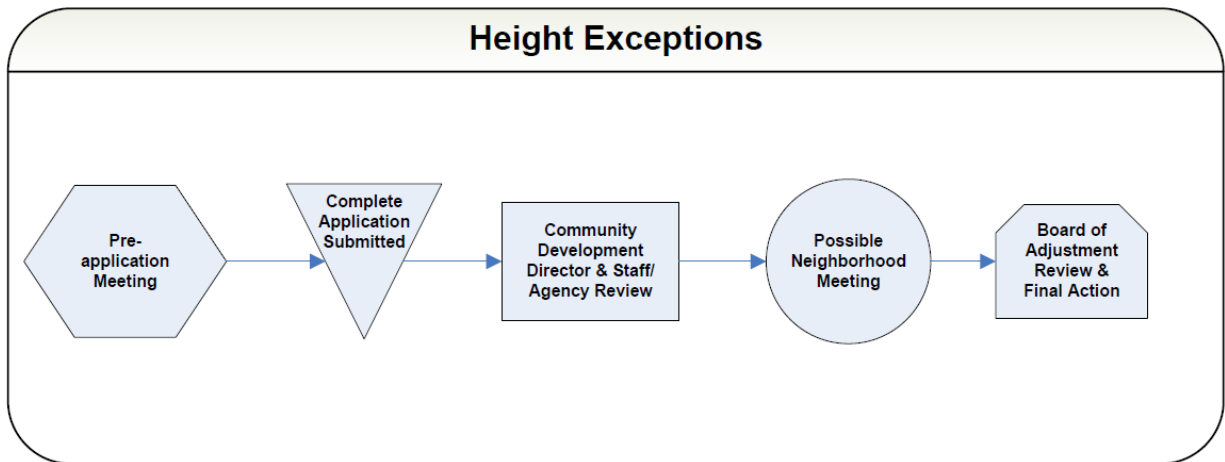 Height Exceptions
Pre-
application
Meeting
Complete
Application
Submitted
Community
Development
Director & Staff/
Agency Review
Possible
Neighborhood
Meeting
Board of
Adjustment
Review &
Final Action